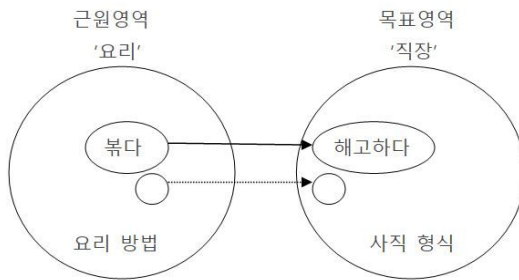 근원영역
'요리'
목표영역
'직장'
볶다
해고하다
요리 방법
사직 형식